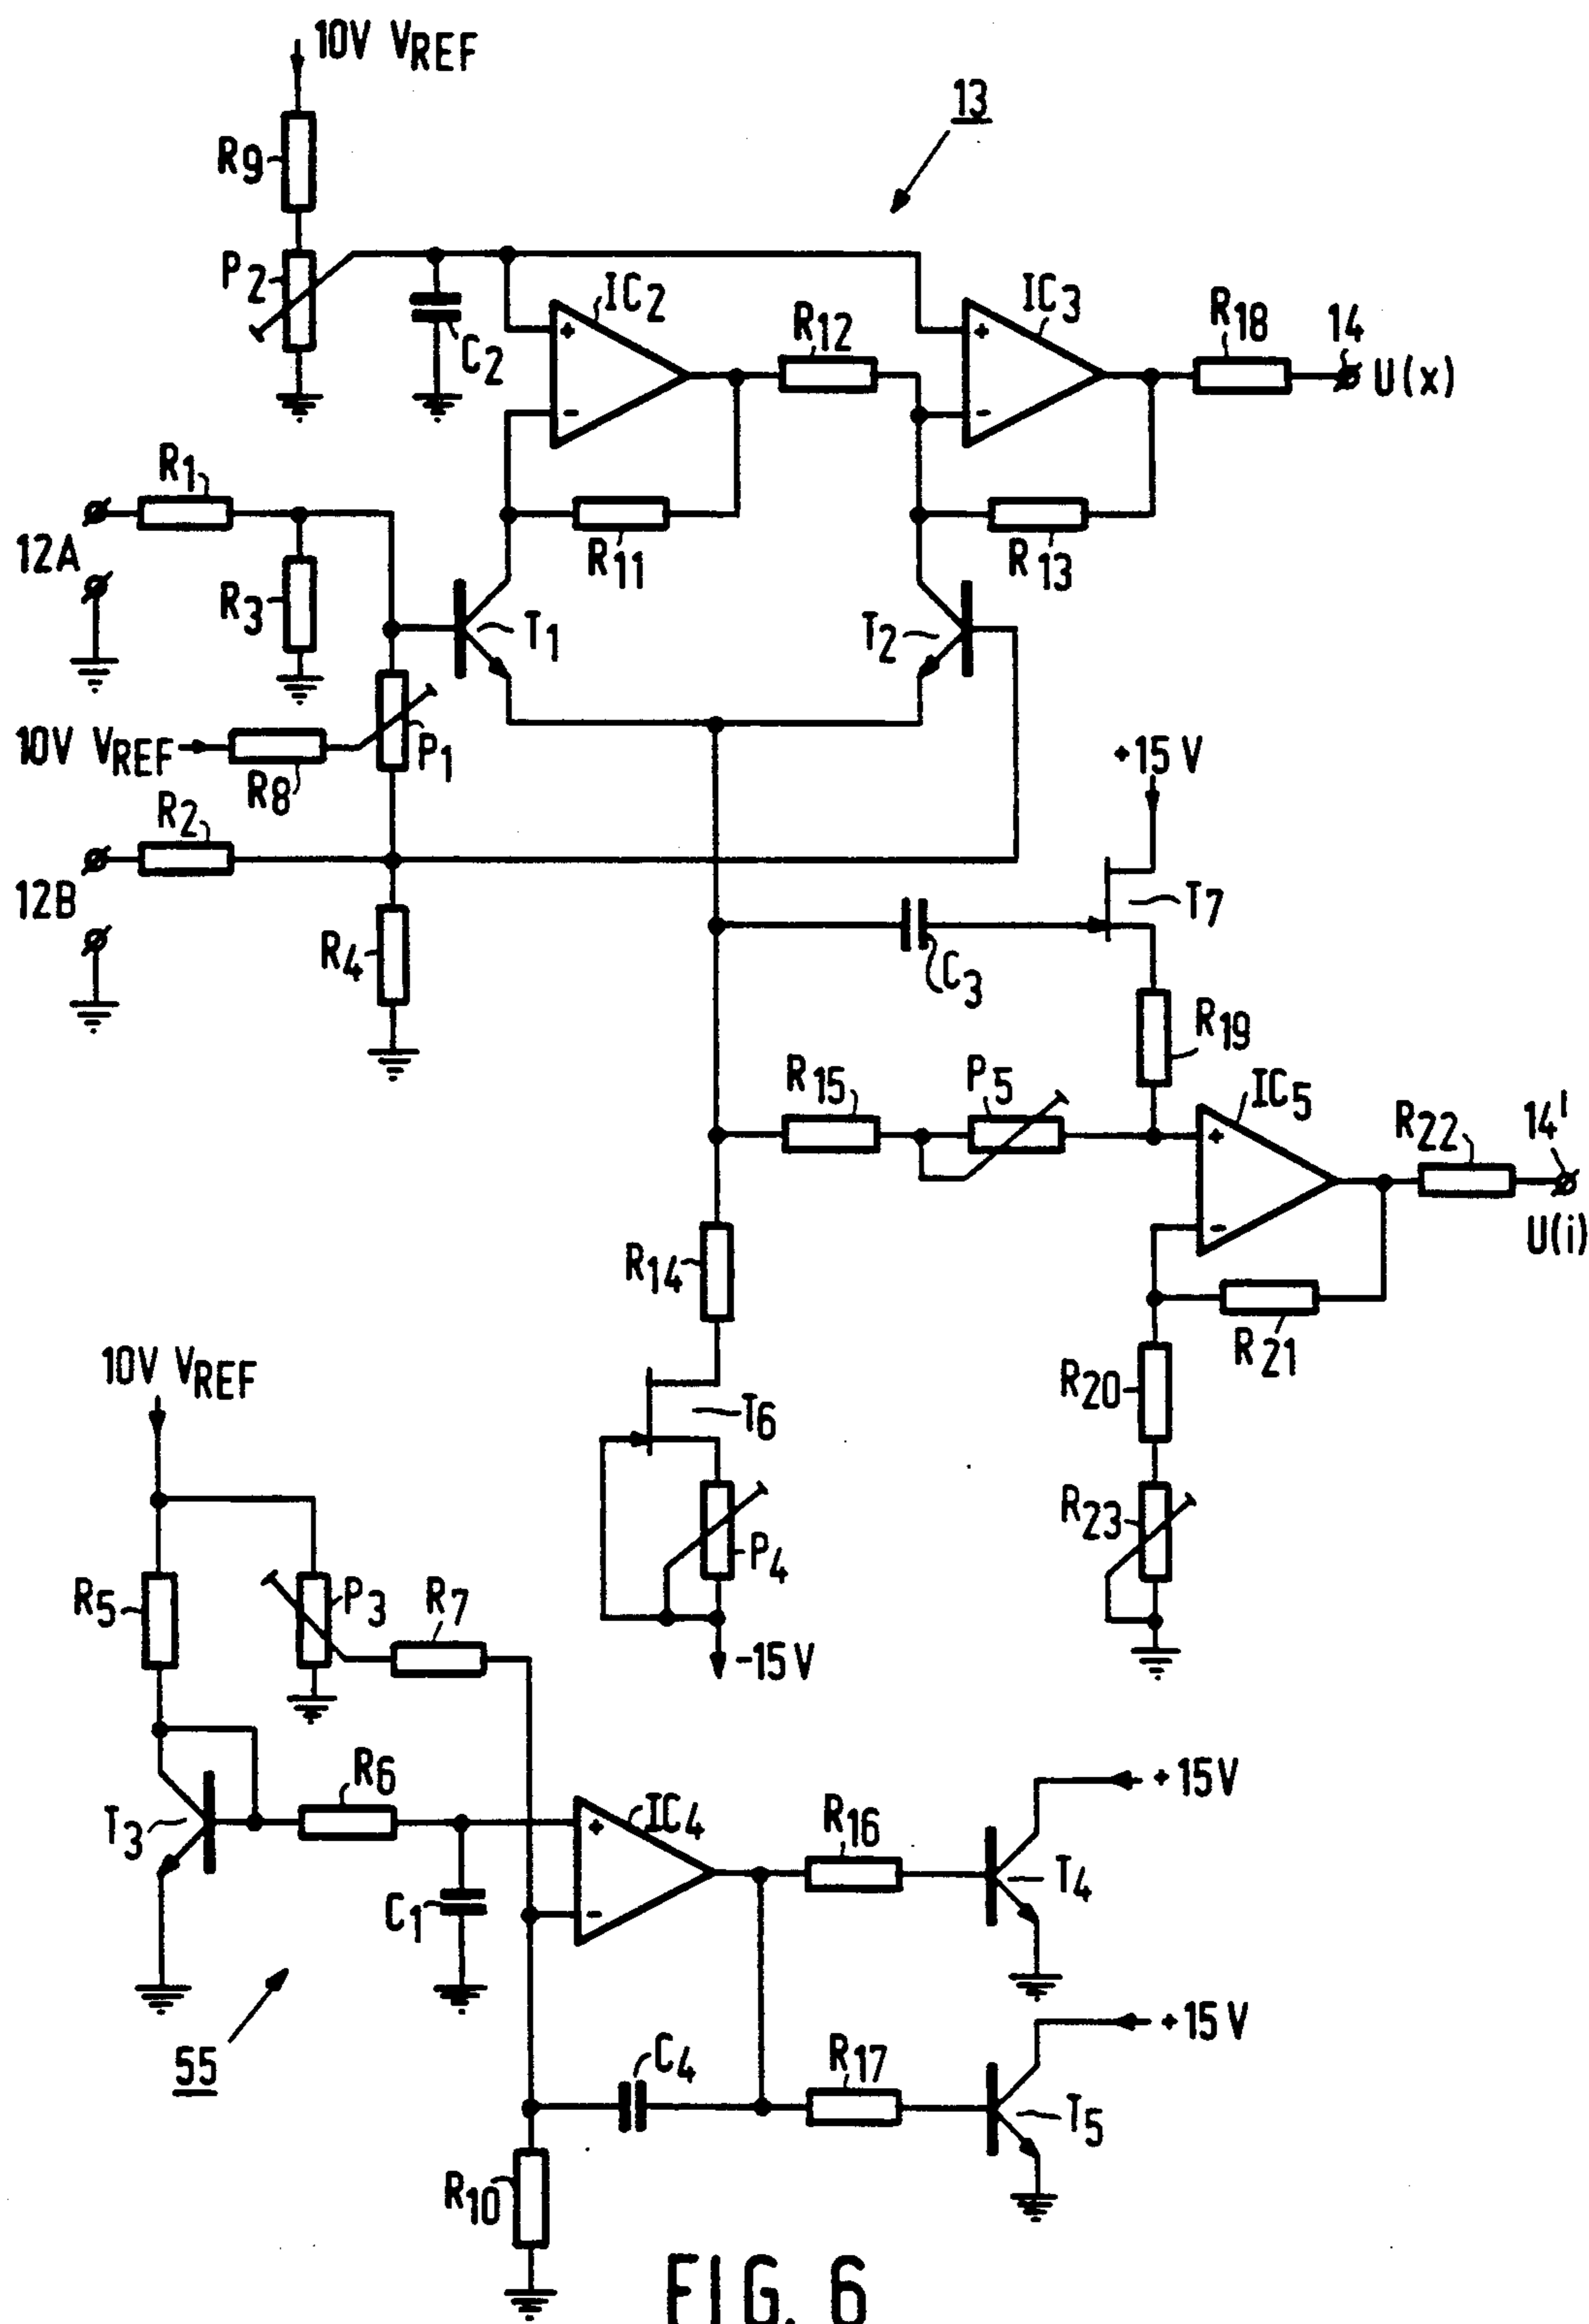 10V VREF
13
R9
P2
IC2
IC3
R12
R18
14
U(x)
C2
R1
12A
R3
R11
R13
T1
T2
10V VREF
R8
P1
+15 V
R2
12B
T7
R4
C3
R19
R15
P5
IC5
R22
14'
U(i)
R14
R21
R20
10V VREF
T6
R23
P4
R5
P3
R7
-15 V
R6
T3
IC4
R16
+15V
T4
C1
55
+15V
C4
R17
T5
R10
FIG. 6